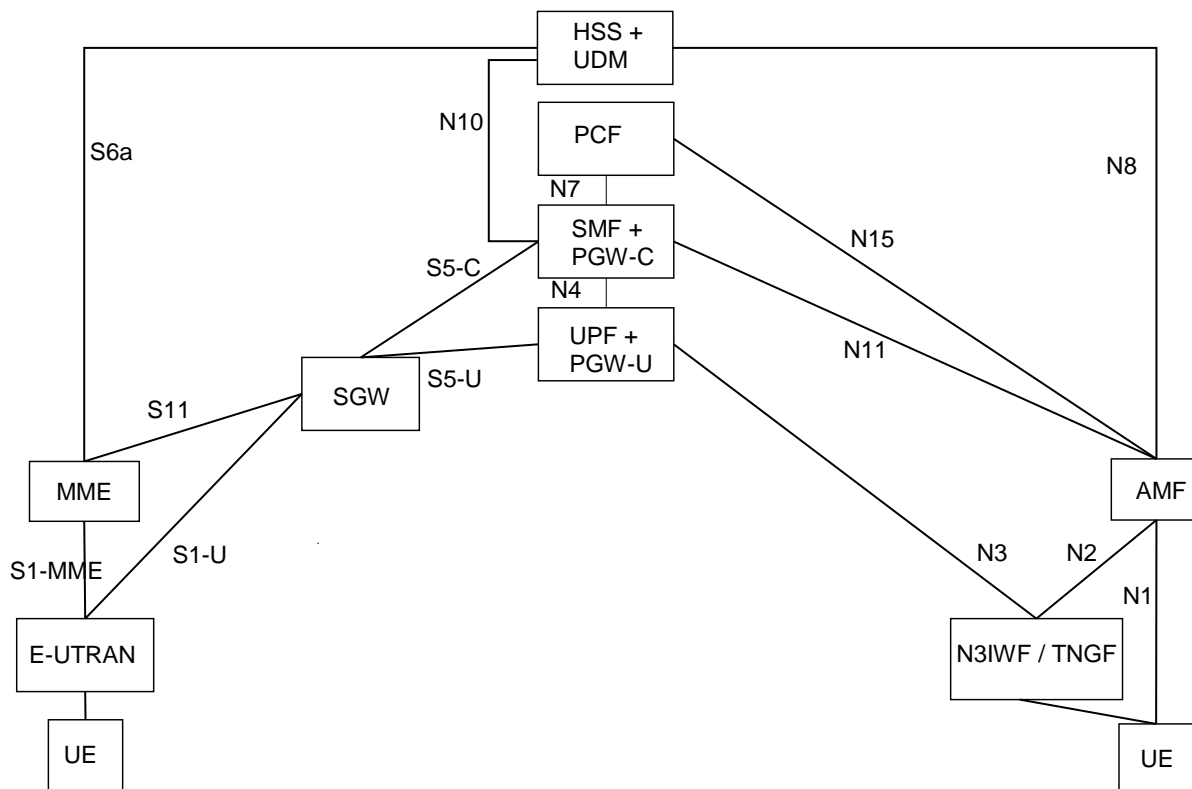 HSS +
UDM
N10
PCF
S6a
N8
N7
SMF +
PGW-C
N15
S5-C
N4
UPF +
PGW-U
N11
S5-U
SGW
S11
MME
AMF
S1-U
N3
N2
S1-MME
N1
E-UTRAN
N3IWF / TNGF
UE
UE